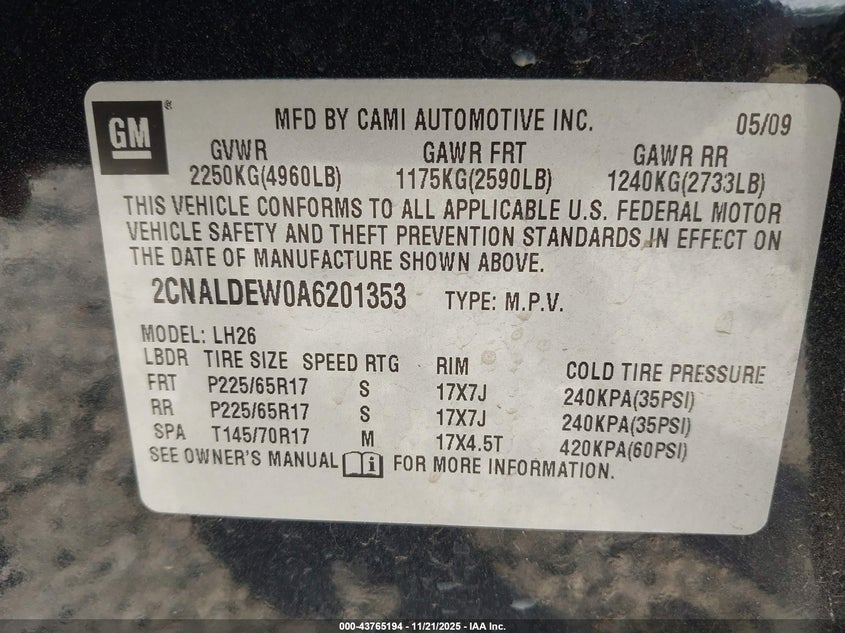 GM®
MFD BY CAMI AUTOMOTIVE INC. 05/09
GVWR GAWR FRT GAWR RR
2250KG(4960LB) 1175KG(2590LB) 1240KG(2733LB)
THIS VEHICLE CONFORMS TO ALL APPLICABLE U.S. FEDERAL MOTOR
VEHICLE SAFETY AND THEFT PREVENTION STANDARDS IN EFFECT ON
THE DATE OF MANUFACTURE SHOWN ABOVE.
2CNALDEW0A6201353 TYPE: M.P.V.
MODEL: LH26
LBDR TIRE SIZE SPEED RTG RIM COLD TIRE PRESSURE
FRT P225/65R17 S 17X7J 240KPA(35PSI)
RR P225/65R17 S 17X7J 240KPA(35PSI)
SPA T145/70R17 M 17X4.5T 420KPA(60PSI)
SEE OWNER'S MANUAL FOR MORE INFORMATION.
000-43765194 - 11/21/2025 - IAA Inc.